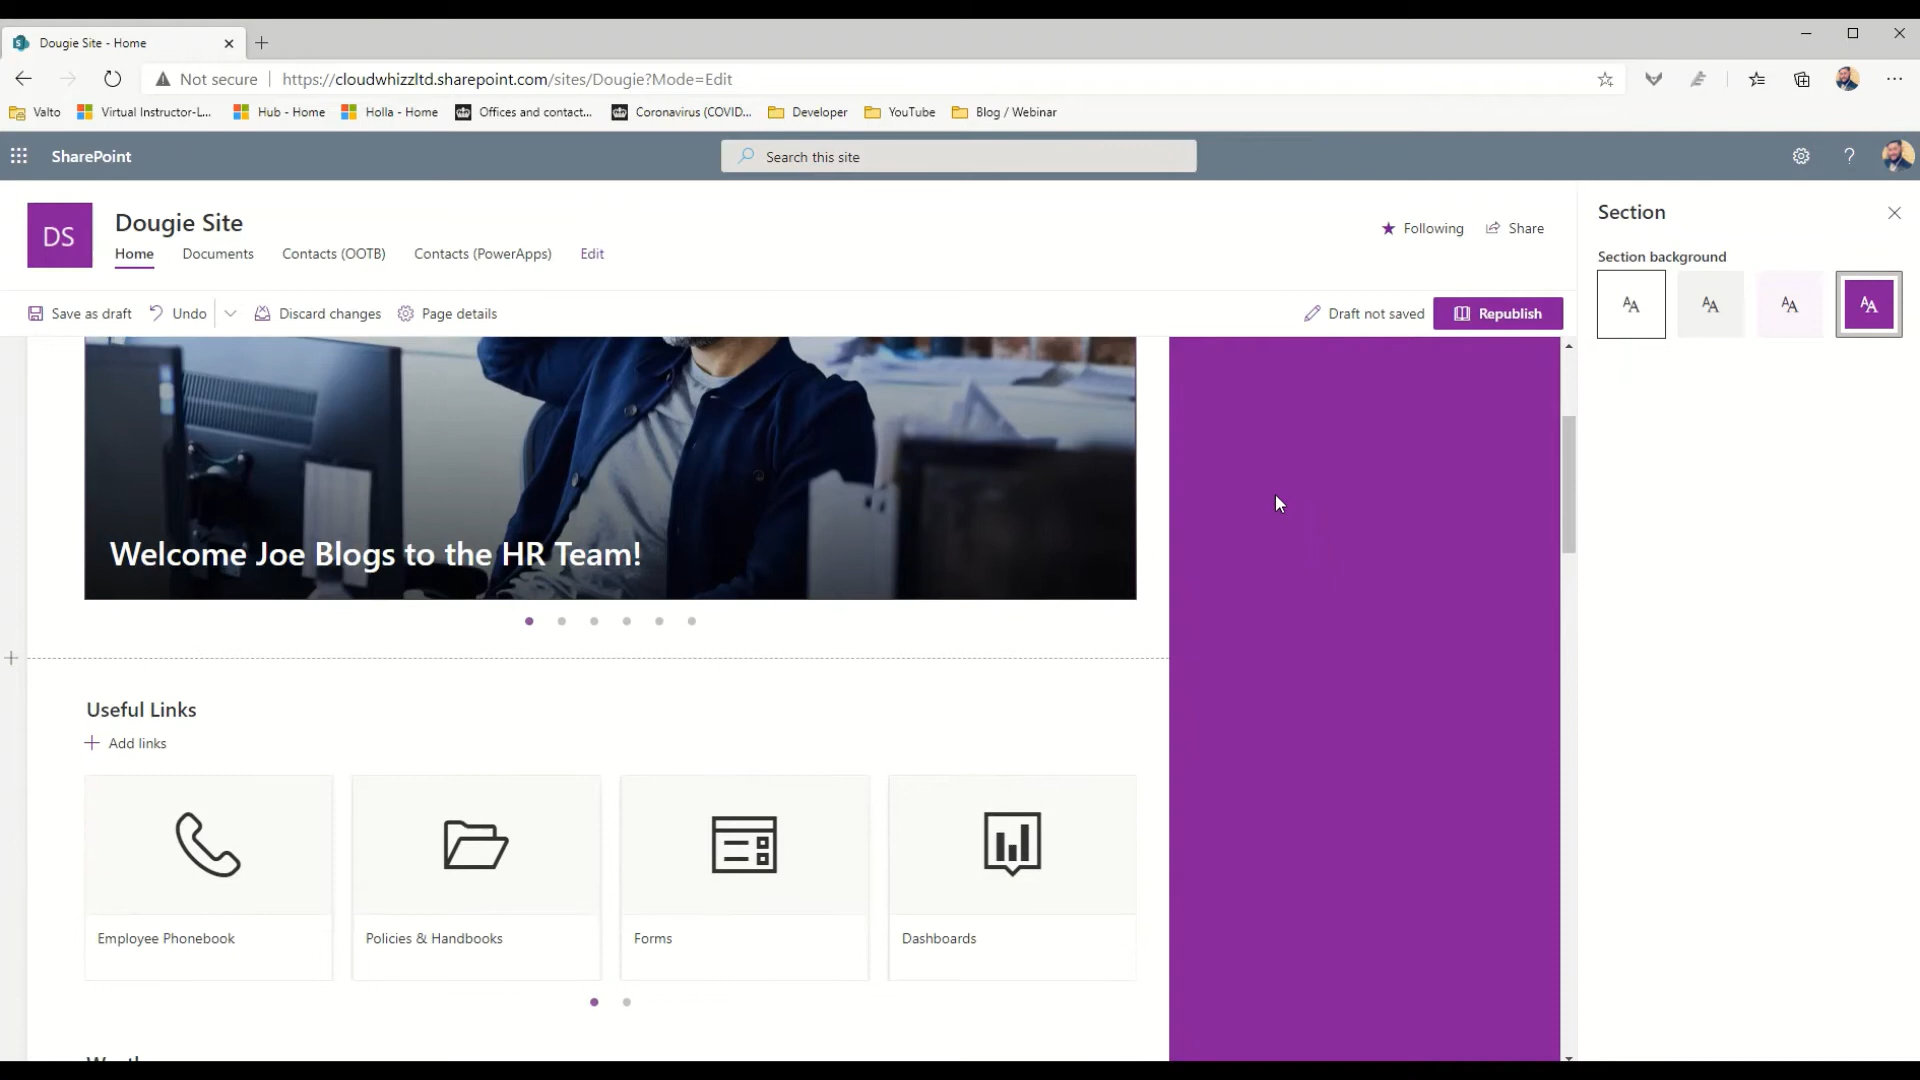 Dougie Site - Home
Not secure
https://cloudwhizzltd.sharepoint.com/sites/Dougie?Mode=Edit
Valto
Virtual Instructor-L...
Hub - Home
Holla - Home
Offices and contact...
Coronavirus (COVID...
Developer
YouTube
Blog / Webinar
SharePoint
Search this site
?
DS
Dougie Site
Following
Share
Home
Documents
Contacts (OOTB)
Contacts (PowerApps)
Edit
Section
Section background
AA
AA
AA
AA
Save as draft
Undo
Discard changes
Page details
Draft not saved
Republish
Welcome Joe Blogs to the HR Team!
Useful Links
Add links
Employee Phonebook
Policies & Handbooks
Forms
Dashboards